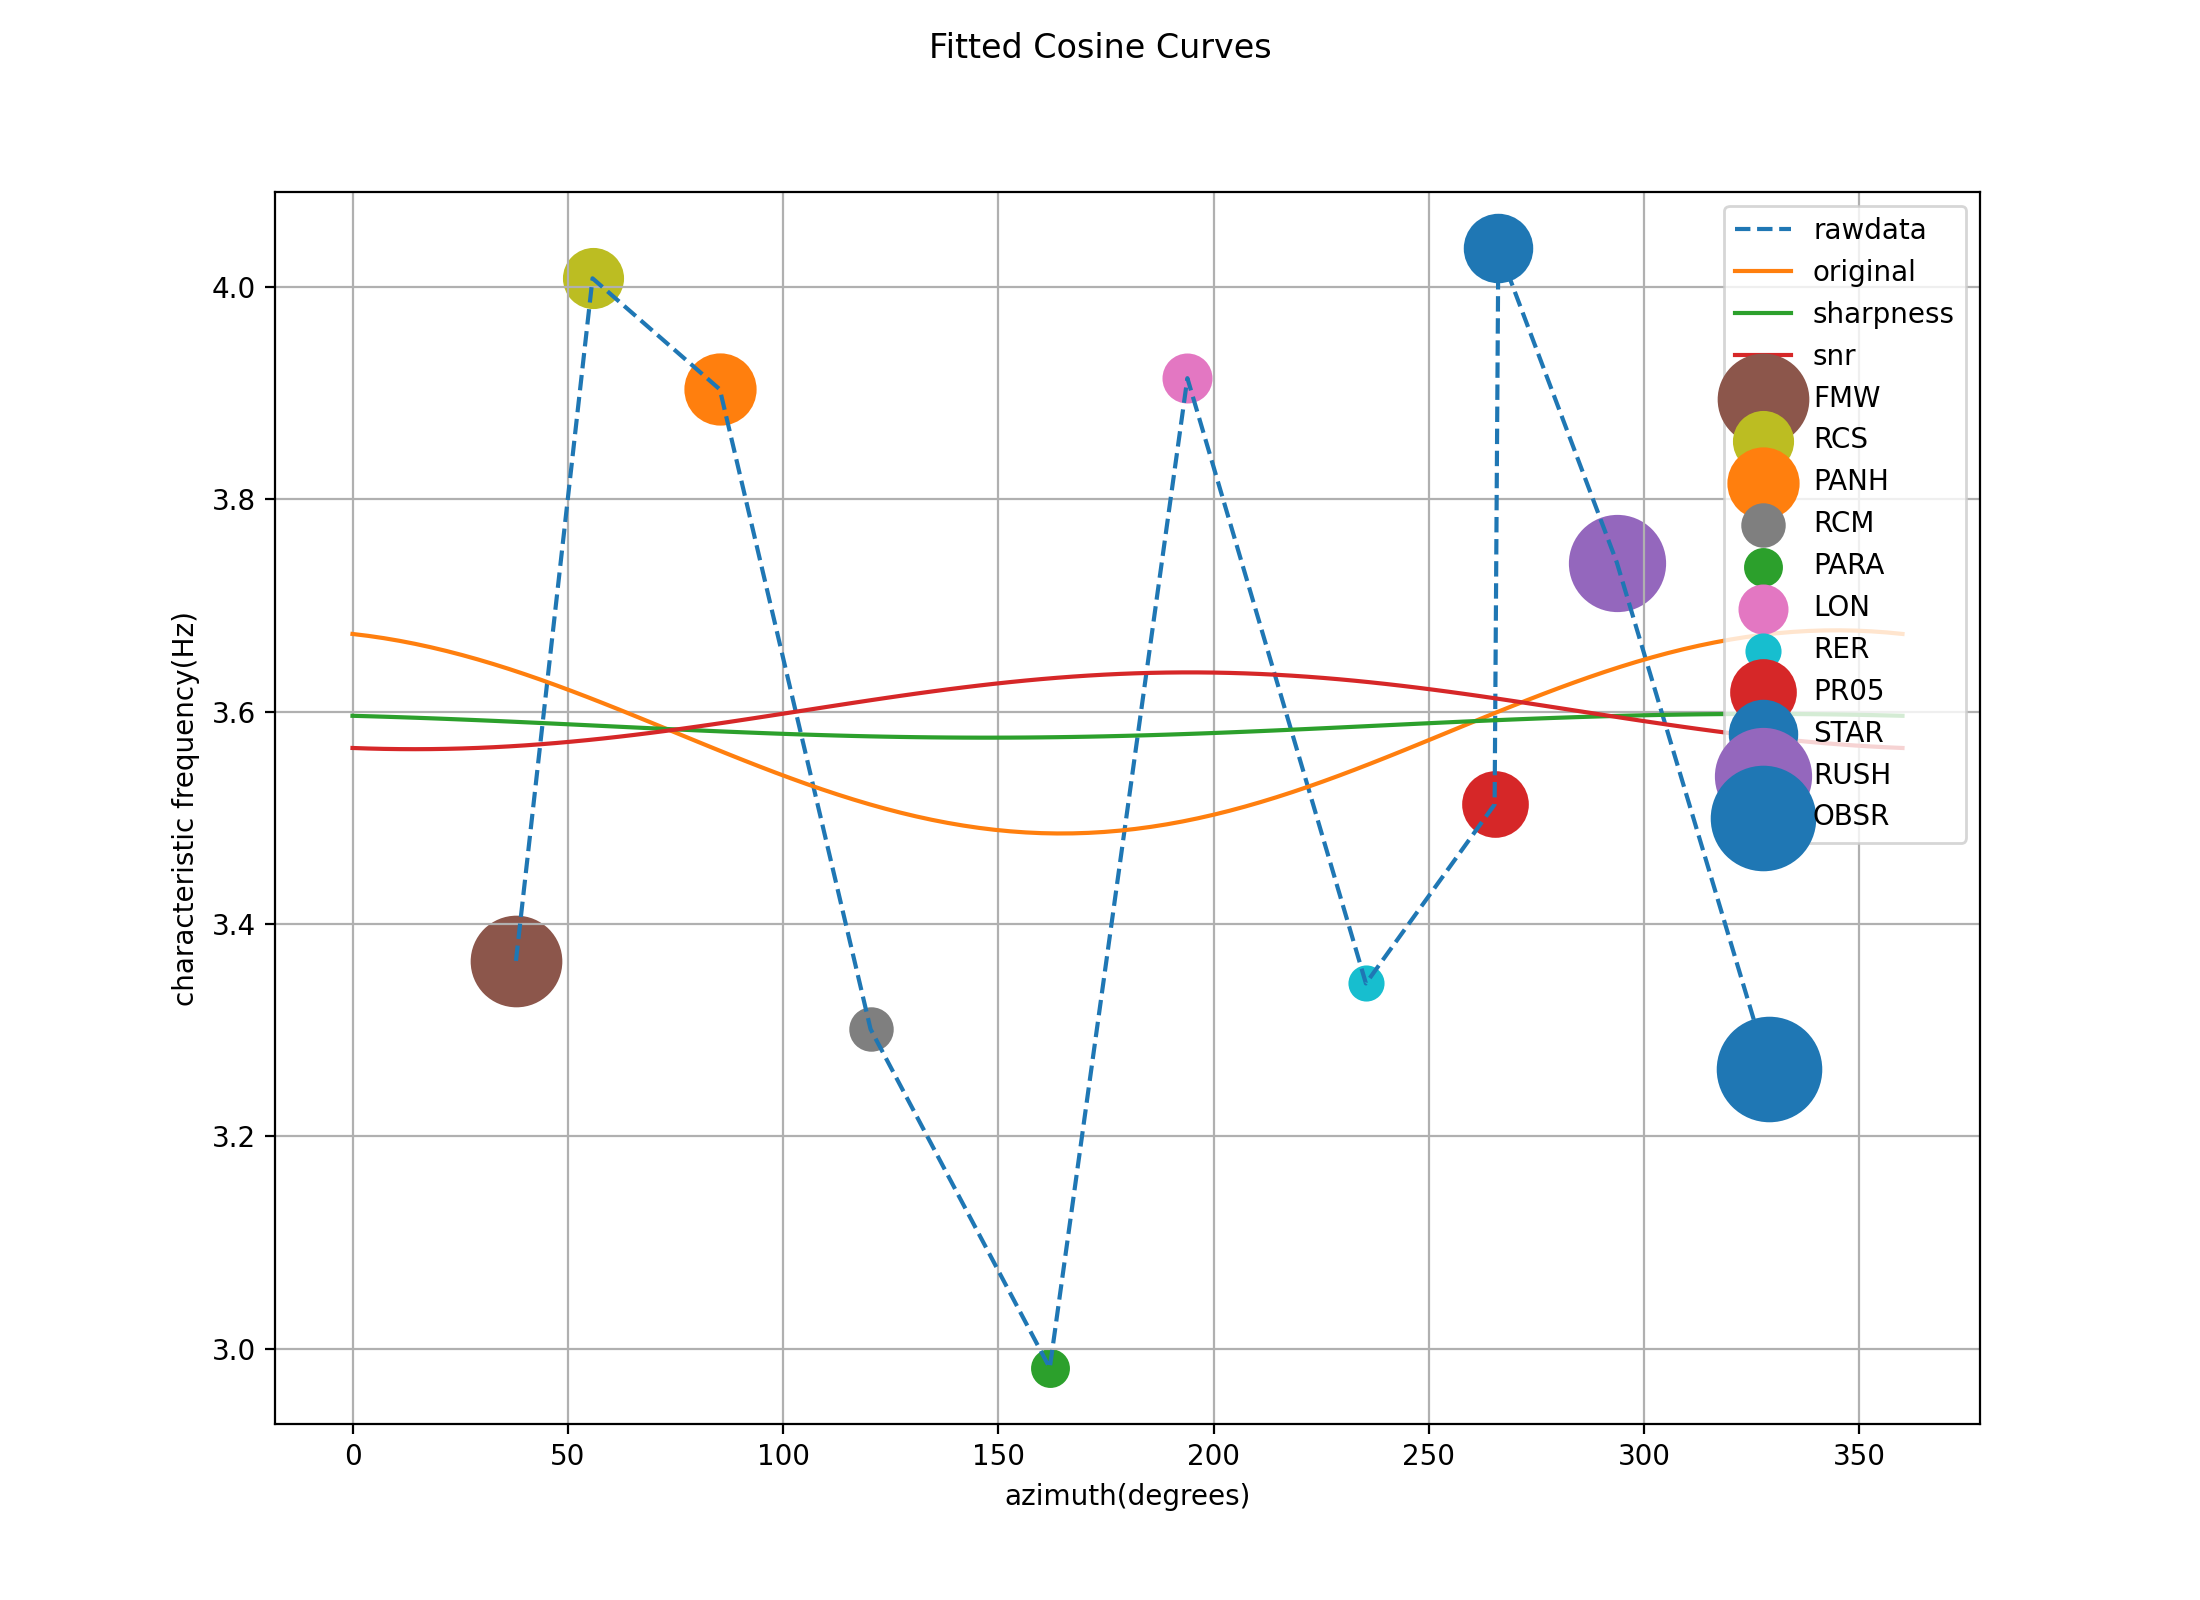 Fitted Cosine Curves
characteristic frequency(Hz)
4.0
3.8
3.6
3.4
3.2
3.0
rawdata
original
sharpness
snr
FMW
RCS
PANH
RCM
PARA
LON
RER
PR05
STAR
RUSH
OBSR
0 50 100 150 200 250 300 350
azimuth(degrees)